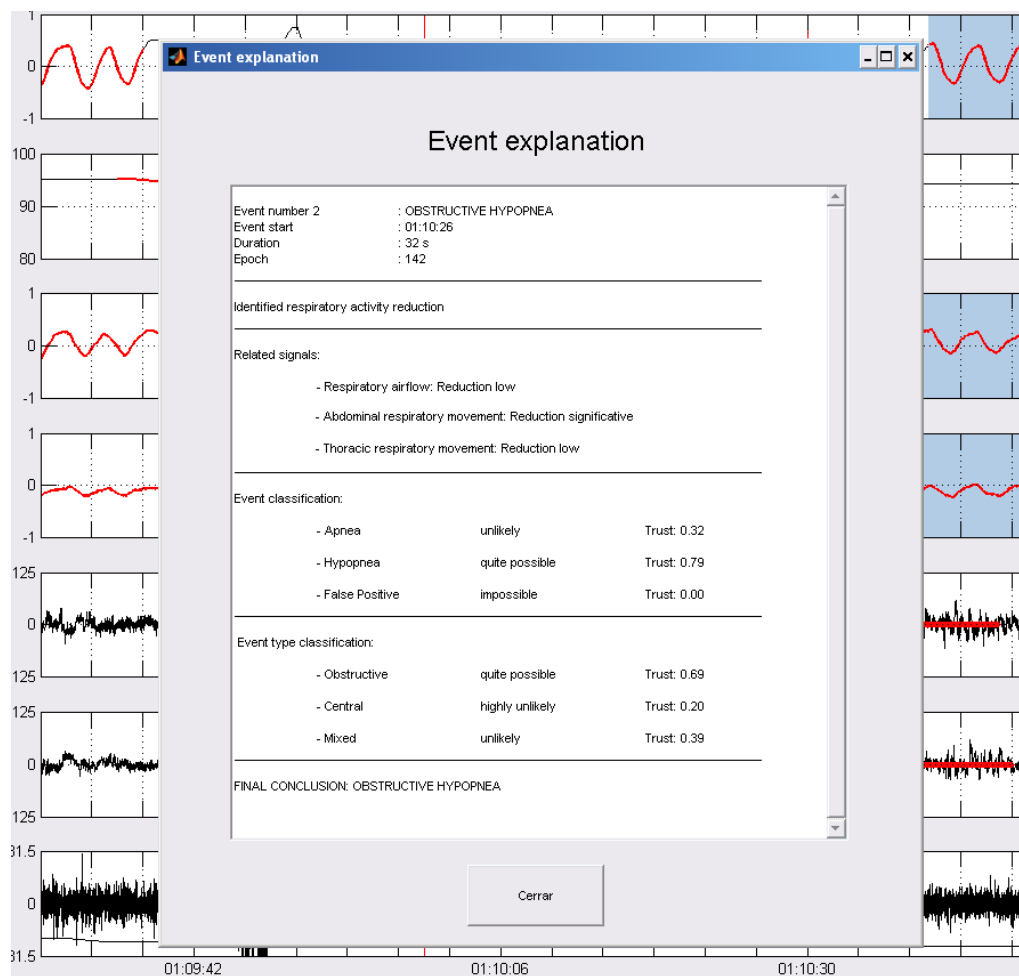 Event explanation
Event explanation
Event number 2 : OBSTRUCTIVE HYPOPNEA
Event start : 01:10:26
Duration : 32 s
Epoch : 142
Identified respiratory activity reduction
Related signals:
- Respiratory airflow: Reduction low
- Abdominal respiratory movement: Reduction significative
- Thoracic respiratory movement: Reduction low
Event classification:
- Apnea unlikely Trust: 0.32
- Hypopnea quite possible Trust: 0.79
- False Positive impossible Trust: 0.00
Event type classification:
- Obstructive quite possible Trust: 0.69
- Central highly unlikely Trust: 0.20
- Mixed unlikely Trust: 0.39
FINAL CONCLUSION: OBSTRUCTIVE HYPOPNEA
Cerrar
1
0
-1
100
90
80
1
0
-1
1
0
-1
125
0
125
125
0
125
31.5
0
31.5
01:09:42 01:10:06 01:10:30